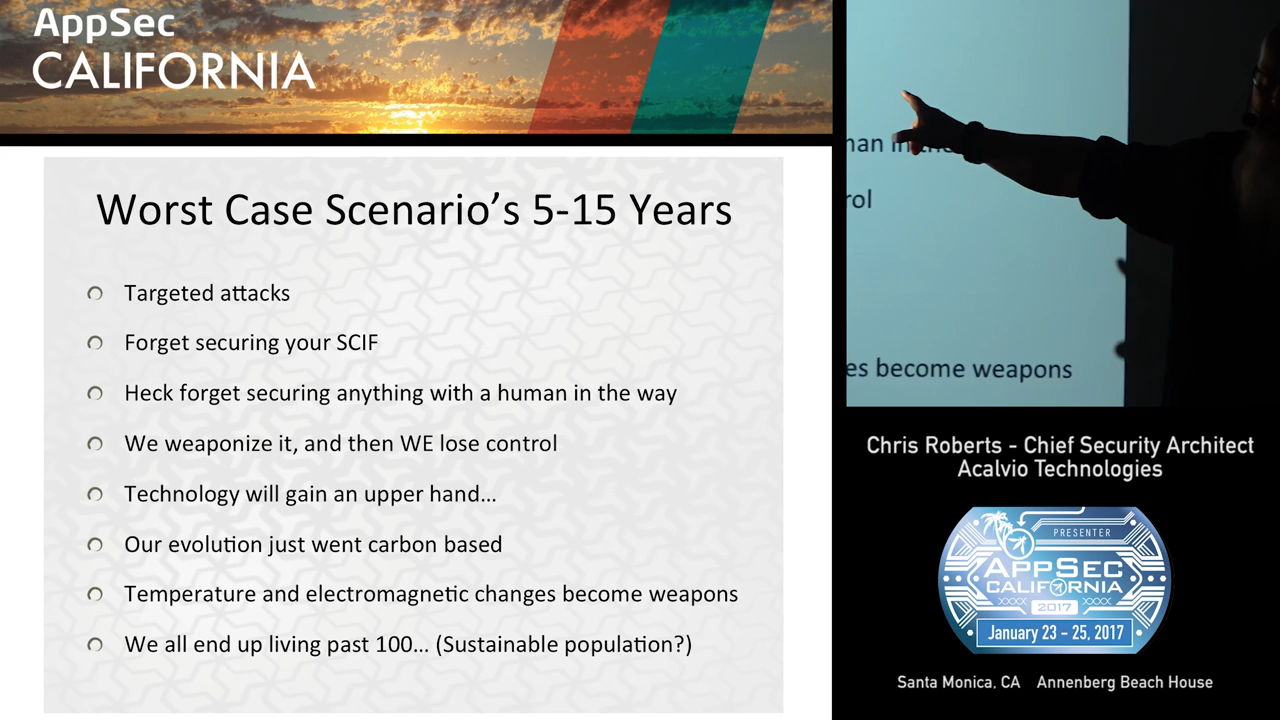 AppSec
CALIFORNIA
Worst Case Scenario's 5-15 Years
Targeted attacks
Forget securing your SCIF
Heck forget securing anything with a human in the way
We weaponize it, and then WE lose control
Technology will gain an upper hand…
Our evolution just went carbon based
Temperature and electromagnetic changes become weapons
We all end up living past 100… (Sustainable population?)
man in the
rol
es become weapons
Chris Roberts - Chief Security Architect
Acalvio Technologies
PRESENTER
APPSEC
CALIFORNIA
2017
January 23 - 25, 2017
Santa Monica, CA Annenberg Beach House